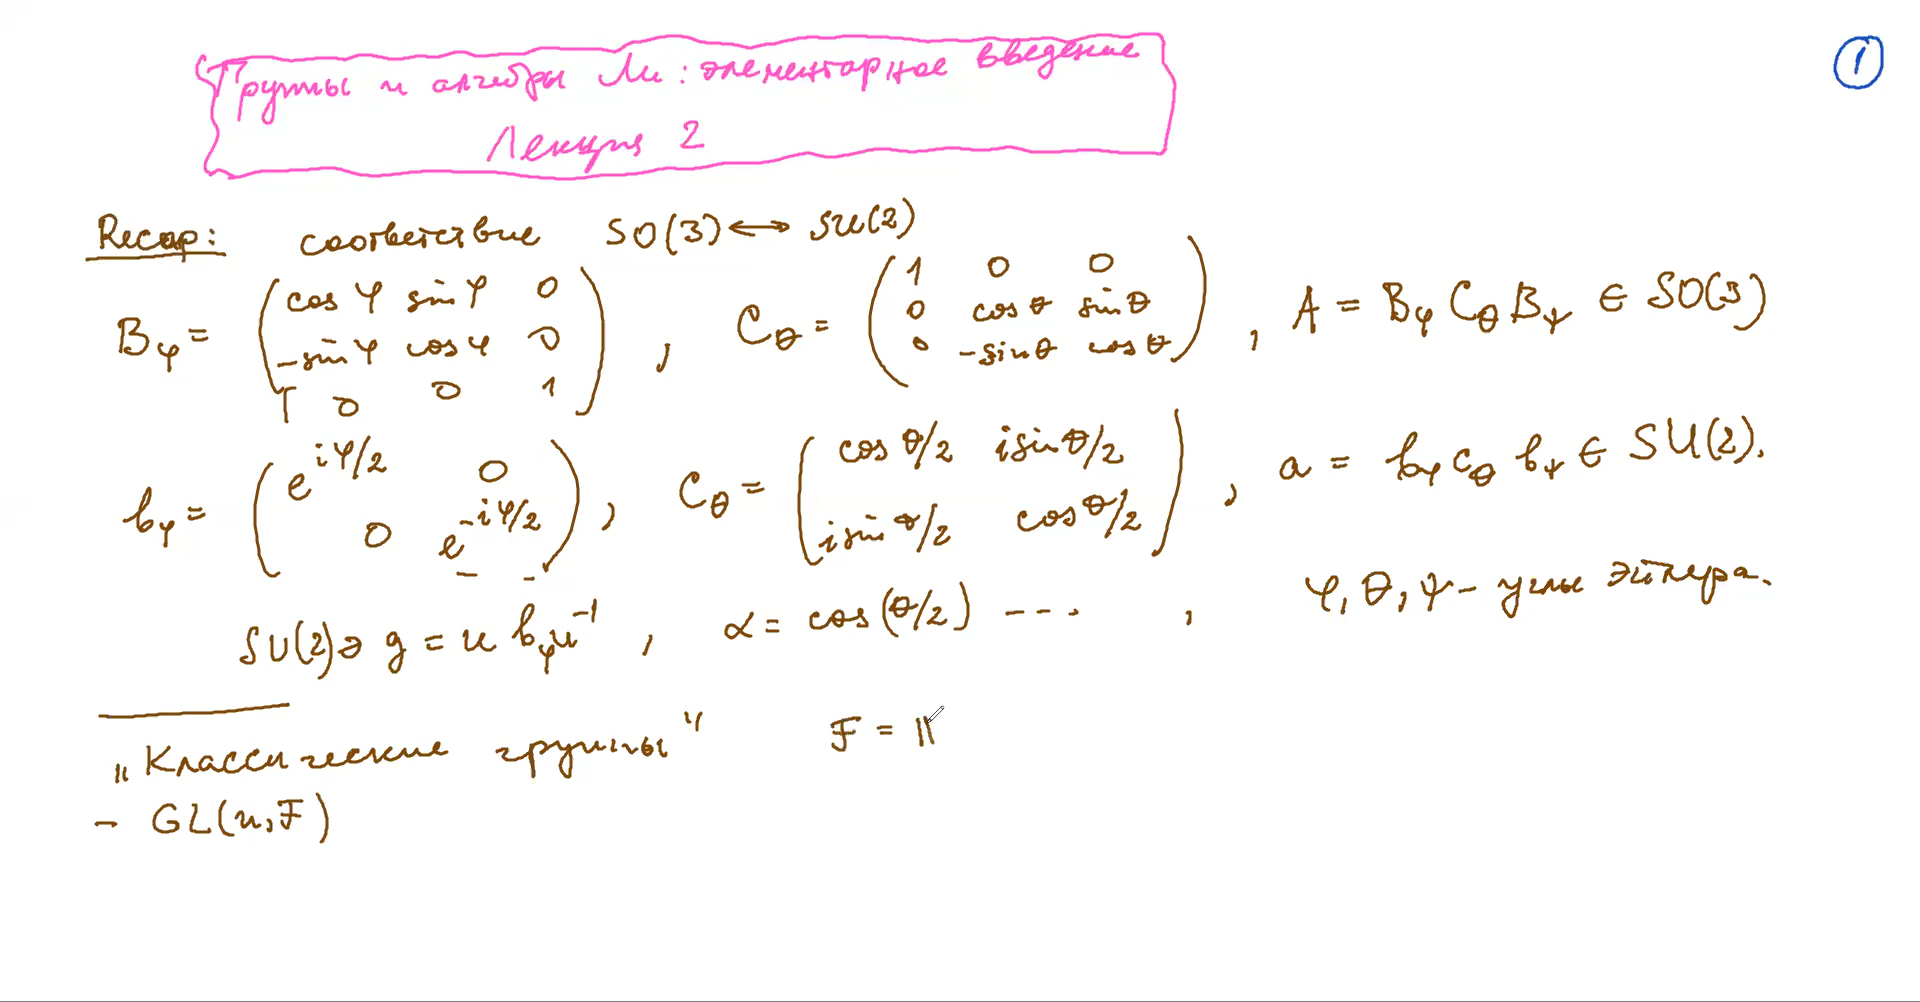 Группы и алгебры Ли: элементарное введение
Лекция 2
1
Recap: соответствие SO(3) ↔ SU(2)
B_φ = ( cos φ sin φ 0 ; -sin φ cos φ 0 ; 0 0 1 ), C_θ = ( 1 0 0 ; 0 cos θ sin θ ; 0 -sin θ cos θ ), A = B_φ C_θ B_ψ ∈ SO(3)
b_φ = ( e^{iφ/2} 0 ; 0 e^{-iφ/2} ), c_θ = ( cos θ/2 i sin θ/2 ; i sin θ/2 cos θ/2 ), a = b_φ c_θ b_ψ ∈ SU(2).
SU(2) ∋ g = u b_φ u^{-1}, α = cos(θ/2) ----, φ, θ, ψ - углы Эйлера.
"Классические группы" F = ||
- GL(n, F)